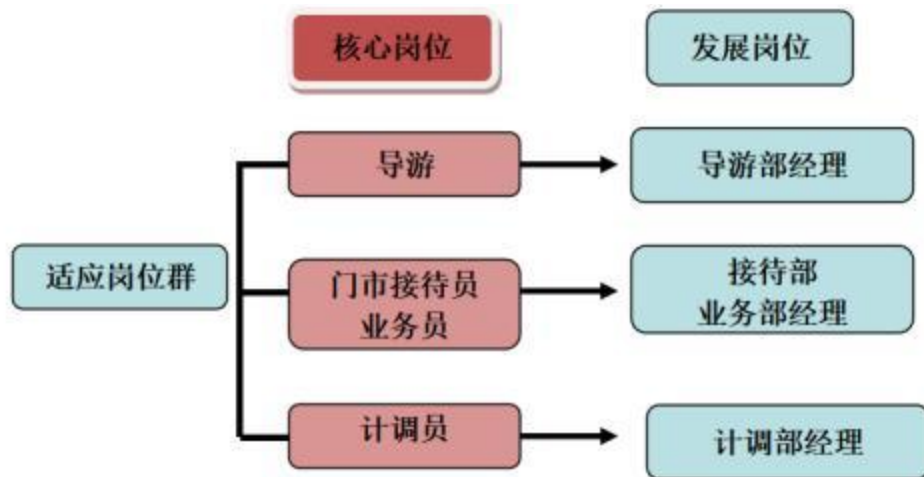 核心岗位
发展岗位
导游
导游部经理
适应岗位群
门市接待员
业务员
接待部
业务部经理
计调员
计调部经理